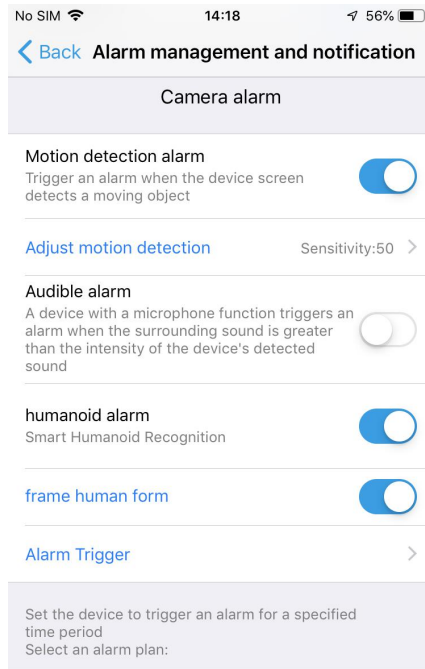 No SIM 14:18 56%
Back Alarm management and notification
Camera alarm
Motion detection alarm
Trigger an alarm when the device screen
detects a moving object
Adjust motion detection Sensitivity:50
Audible alarm
A device with a microphone function triggers an
alarm when the surrounding sound is greater
than the intensity of the device's detected
sound
humanoid alarm
Smart Humanoid Recognition
frame human form
Alarm Trigger
Set the device to trigger an alarm for a specified
time period
Select an alarm plan: